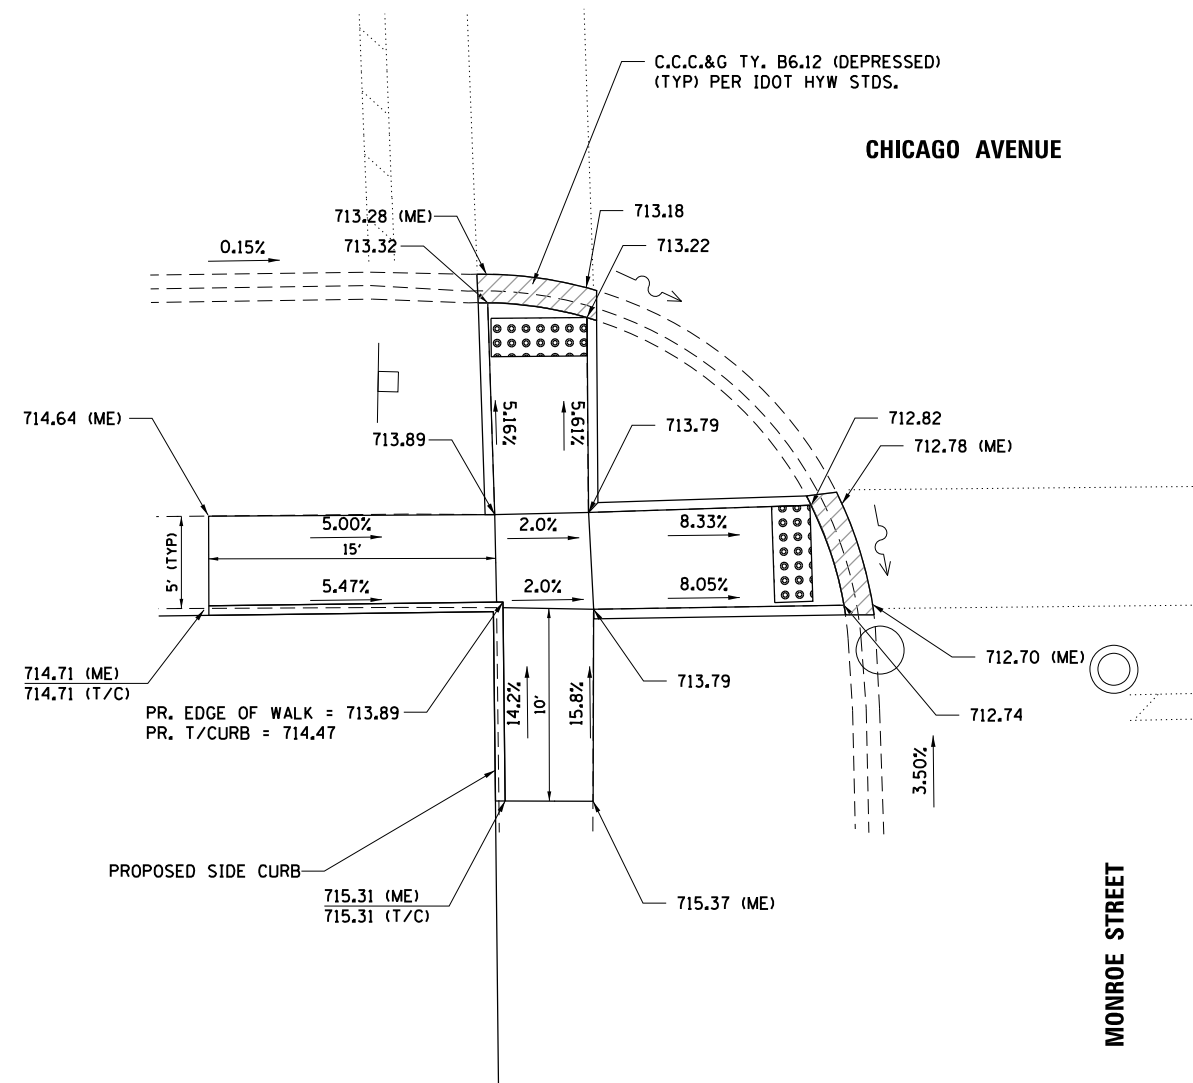 C.C.C.&G TY. B6.12 (DEPRESSED)
(TYP) PER IDOT HYW STDS.
CHICAGO AVENUE
713.28 (ME)
713.18
0.15%
713.32
713.22
714.64 (ME)
5.16%
5.61%
712.82
713.89
713.79
712.78 (ME)
5.00%
2.0%
8.33%
15'
5' (TYP)
5.47%
2.0%
8.05%
714.71 (ME)
714.71 (T/C)
712.70 (ME)
713.79
14.2%
10'
15.8%
PR. EDGE OF WALK = 713.89
PR. T/CURB = 714.47
712.74
3.50%
PROPOSED SIDE CURB
715.31 (ME)
715.31 (T/C)
715.37 (ME)
MONROE STREET